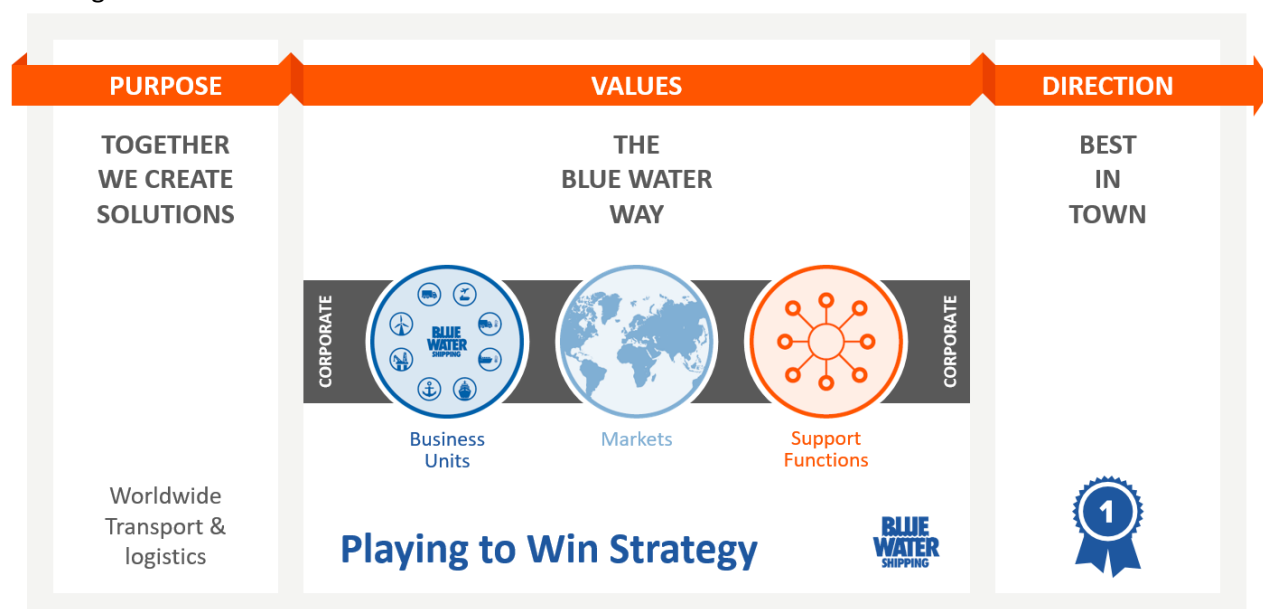 PURPOSE
TOGETHER
WE CREATE
SOLUTIONS
Worldwide
Transport &
logistics
VALUES
THE
BLUE WATER
WAY
CORPORATE
BLUE
WATER
SHIPPING
CORPORATE
Business
Units
Markets
Support
Functions
Playing to Win Strategy
BLUE
WATER
SHIPPING
DIRECTION
BEST
IN
TOWN
1